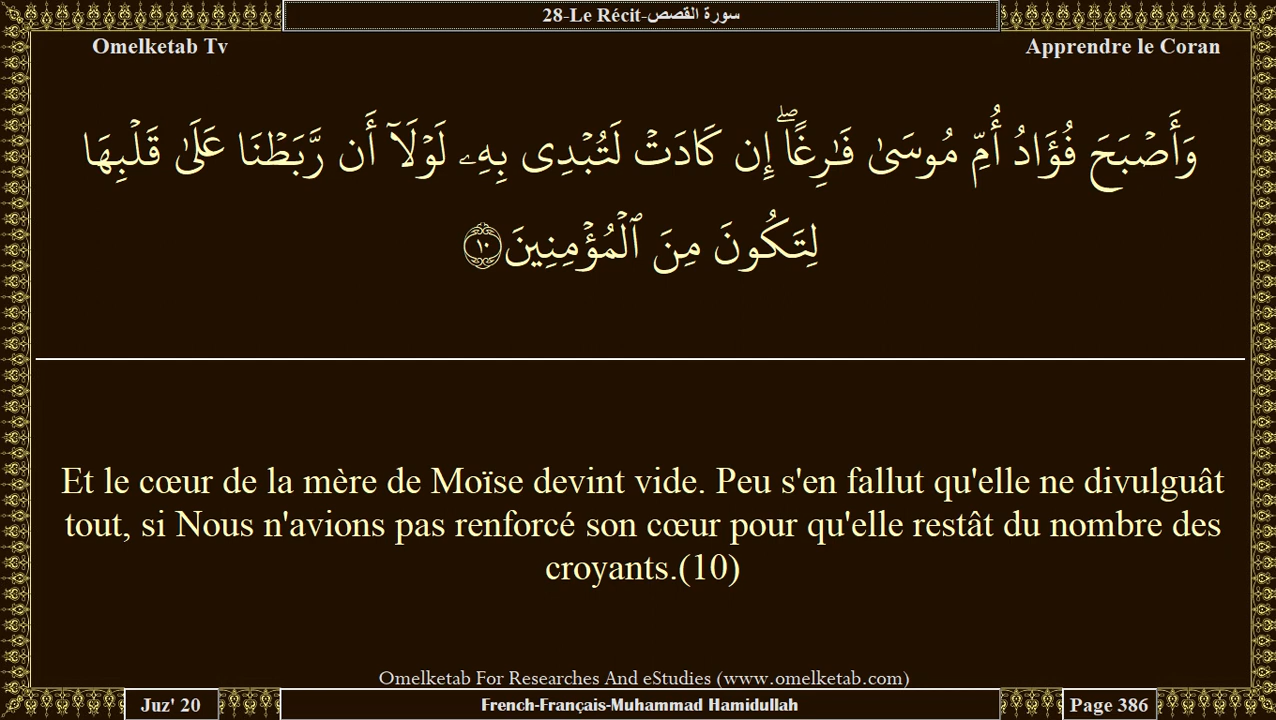 28-Le Récit-سورة القصص
Omelketab Tv
Apprendre le Coran
وَأَصۡبَحَ فُؤَادُ أُمِّ مُوسَىٰ فَٰرِغًاۖ إِن كَادَتۡ لَتُبۡدِي بِهِۦ لَوۡلَآ أَن رَّبَطۡنَا عَلَىٰ قَلۡبِهَا
لِتَكُونَ مِنَ ٱلۡمُؤۡمِنِينَ ١٠
Et le cœur de la mère de Moïse devint vide. Peu s'en fallut qu'elle ne divulguât
tout, si Nous n'avions pas renforcé son cœur pour qu'elle restât du nombre des
croyants.(10)
Omelketab For Researches And eStudies (www.omelketab.com)
Juz' 20
French-Français-Muhammad Hamidullah
Page 386